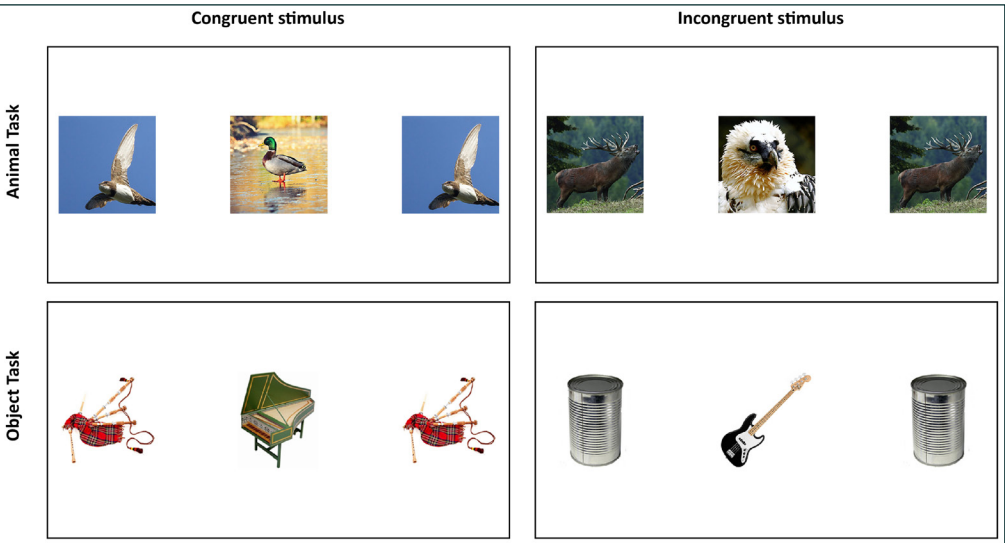 Congruent stimulus
Incongruent stimulus
Animal Task
Object Task